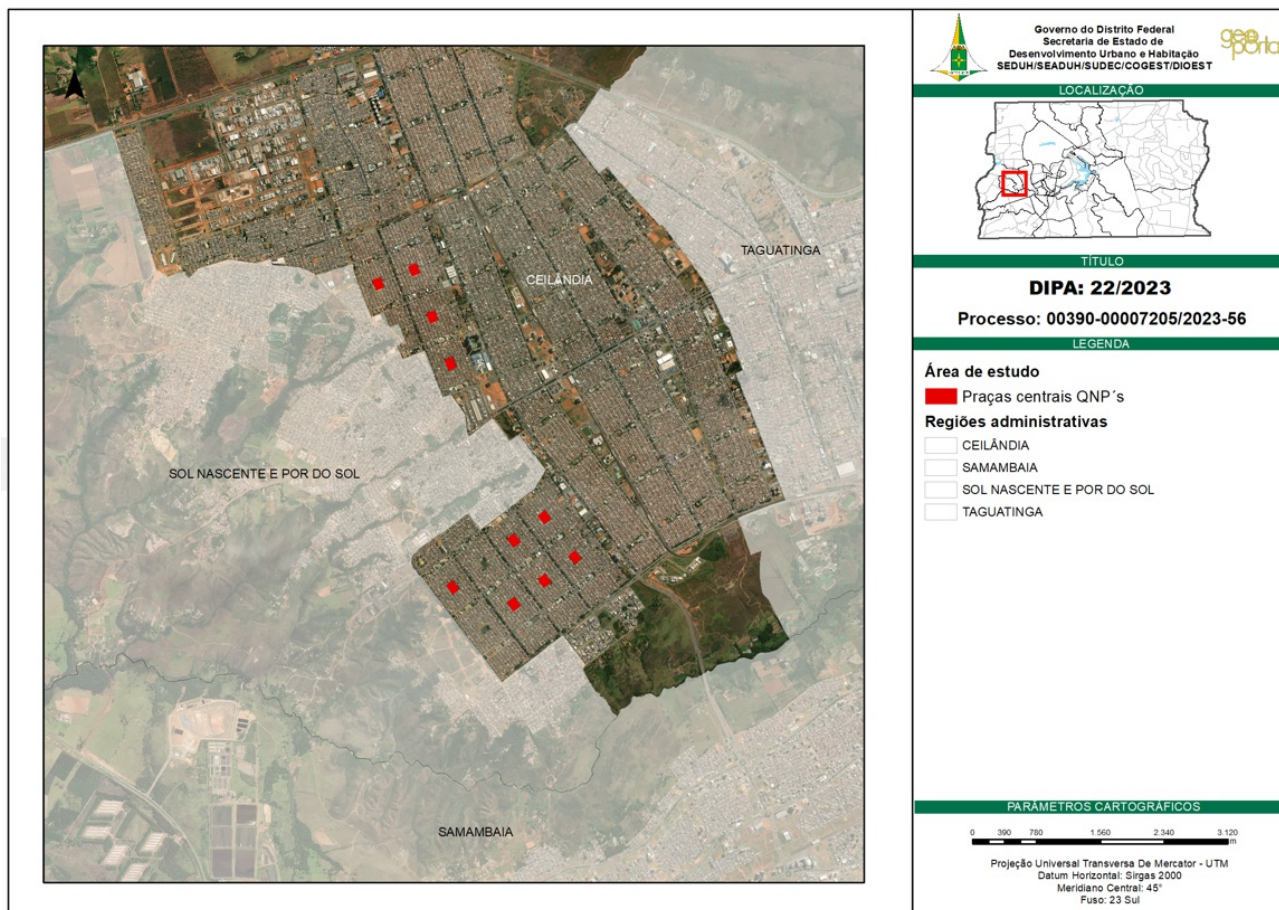 Governo do Distrito Federal
Secretaria de Estado de
Desenvolvimento Urbano e Habitação
SEDUH/SEADUH/SUDEC/COGEST/DIOEST
geo
portal
LOCALIZAÇÃO
TÍTULO
DIPA: 22/2023
Processo: 00390-00007205/2023-56
LEGENDA
Área de estudo
Praças centrais QNP´s
Regiões administrativas
CEILÂNDIA
SAMAMBAIA
SOL NASCENTE E POR DO SOL
TAGUATINGA
PARÂMETROS CARTOGRÁFICOS
0 390 780 1.560 2.340 3.120
m
Projeção Universal Transversa De Mercator - UTM
Datum Horizontal: Sirgas 2000
Meridiano Central: 45°
Fuso: 23 Sul
TAGUATINGA
CEILÂNDIA
SOL NASCENTE E POR DO SOL
SAMAMBAIA